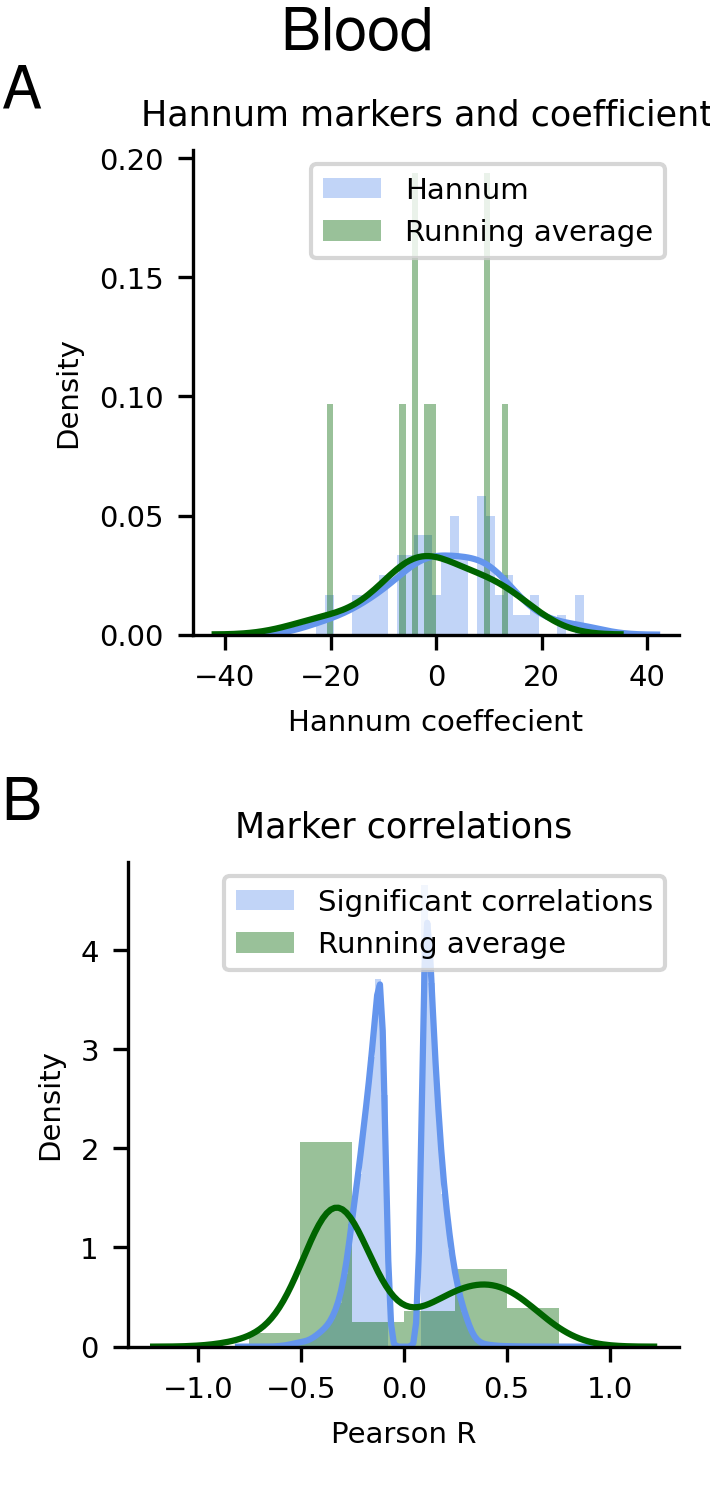 Blood
A
Hannum markers and coefficient
0.20
0.15
0.10
0.05
0.00
Density
Hannum
Running average
−40 −20 0 20 40
Hannum coeffecient
B
Marker correlations
4
3
2
1
0
Density
Significant correlations
Running average
−1.0 −0.5 0.0 0.5 1.0
Pearson R